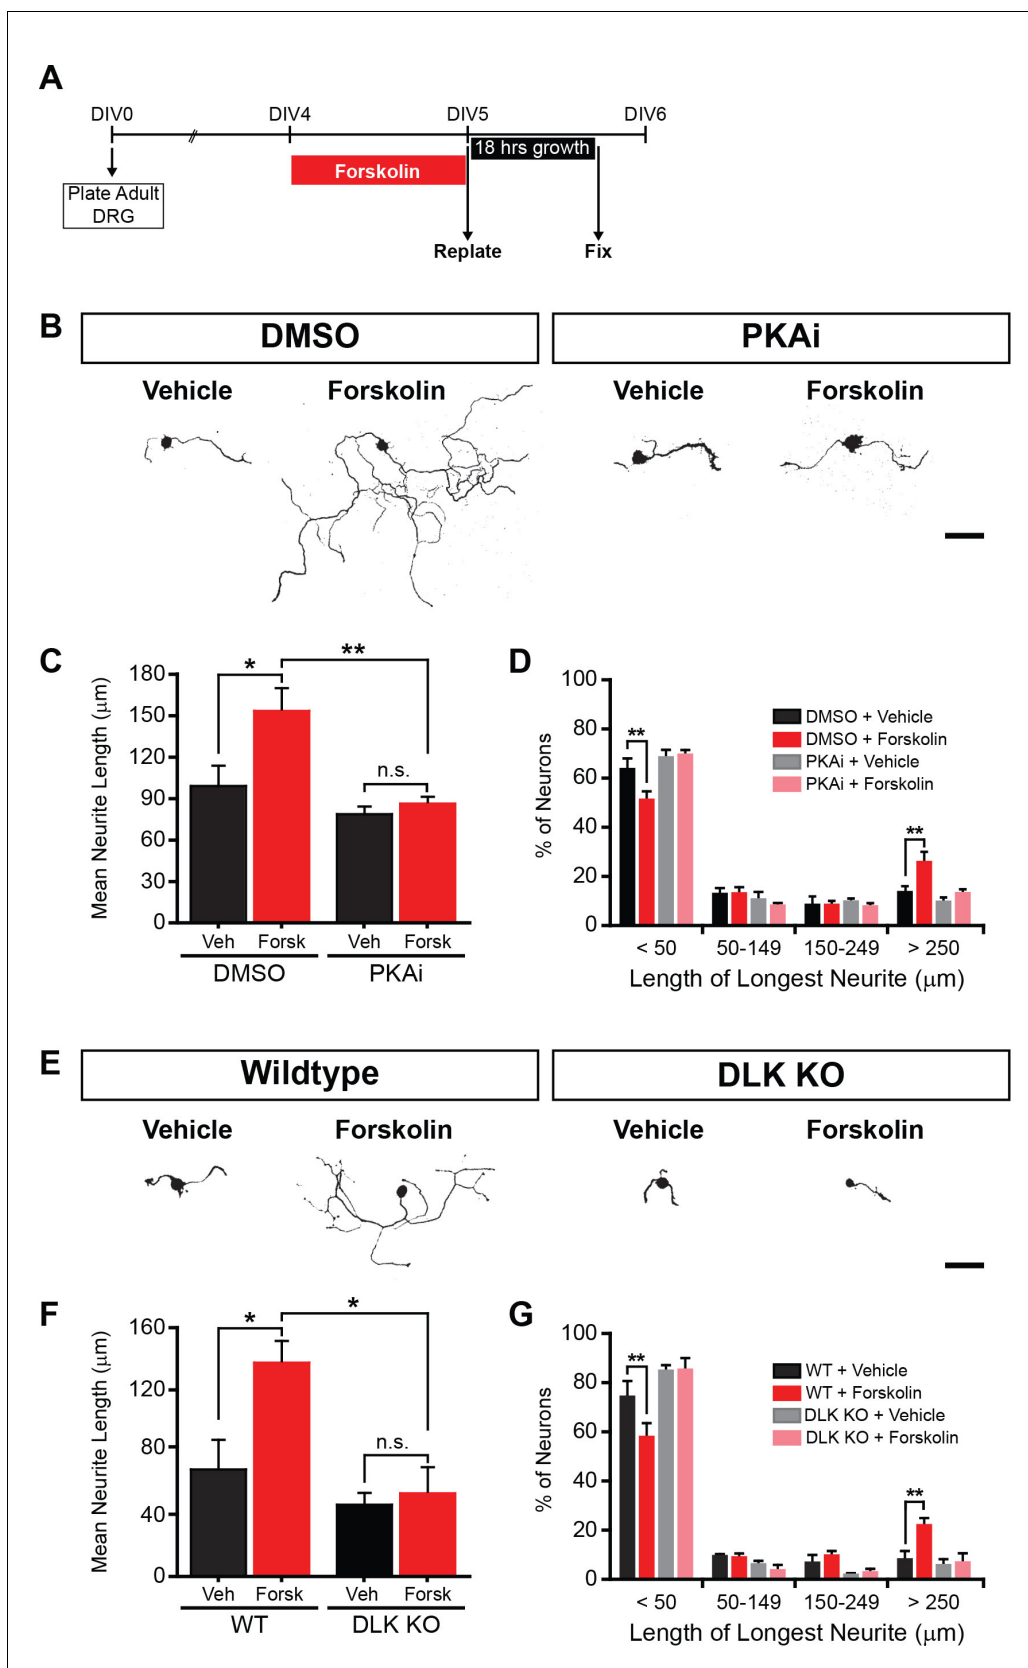 A
DIV0 DIV4 DIV5 DIV6
18 hrs growth
Forskolin
Plate Adult
DRG
Replate Fix
B
DMSO PKAi
Vehicle Forskolin Vehicle Forskolin
C
Mean Neurite Length (μm)
180
150
120
90
60
30
0
* **
n.s.
Veh Forsk Veh Forsk
DMSO PKAi
D
% of Neurons
100
80
60
40
20
0
**
**
DMSO + Vehicle
DMSO + Forskolin
PKAi + Vehicle
PKAi + Forskolin
< 50 50-149 150-249 > 250
Length of Longest Neurite (μm)
E
Wildtype DLK KO
Vehicle Forskolin Vehicle Forskolin
F
Mean Neurite Length (μm)
160
120
80
40
0
* *
n.s.
Veh Forsk Veh Forsk
WT DLK KO
G
% of Neurons
100
80
60
40
20
0
**
**
WT + Vehicle
WT + Forskolin
DLK KO + Vehicle
DLK KO + Forskolin
< 50 50-149 150-249 > 250
Length of Longest Neurite (μm)